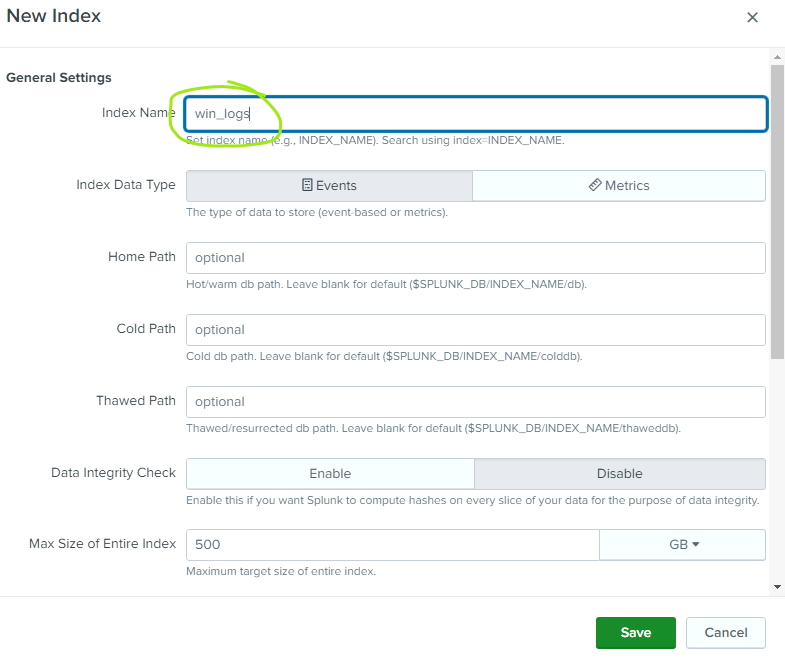 New Index
General Settings
Index Name win_logs
Set index name (e.g., INDEX_NAME). Search using index=INDEX_NAME.
Index Data Type Events Metrics
The type of data to store (event-based or metrics).
Home Path optional
Hot/warm db path. Leave blank for default ($SPLUNK_DB/INDEX_NAME/db).
Cold Path optional
Cold db path. Leave blank for default ($SPLUNK_DB/INDEX_NAME/colddb).
Thawed Path optional
Thawed/resurrected db path. Leave blank for default ($SPLUNK_DB/INDEX_NAME/thaweddb).
Data Integrity Check Enable Disable
Enable this if you want Splunk to compute hashes on every slice of your data for the purpose of data integrity.
Max Size of Entire Index 500 GB
Maximum target size of entire index.
Save Cancel